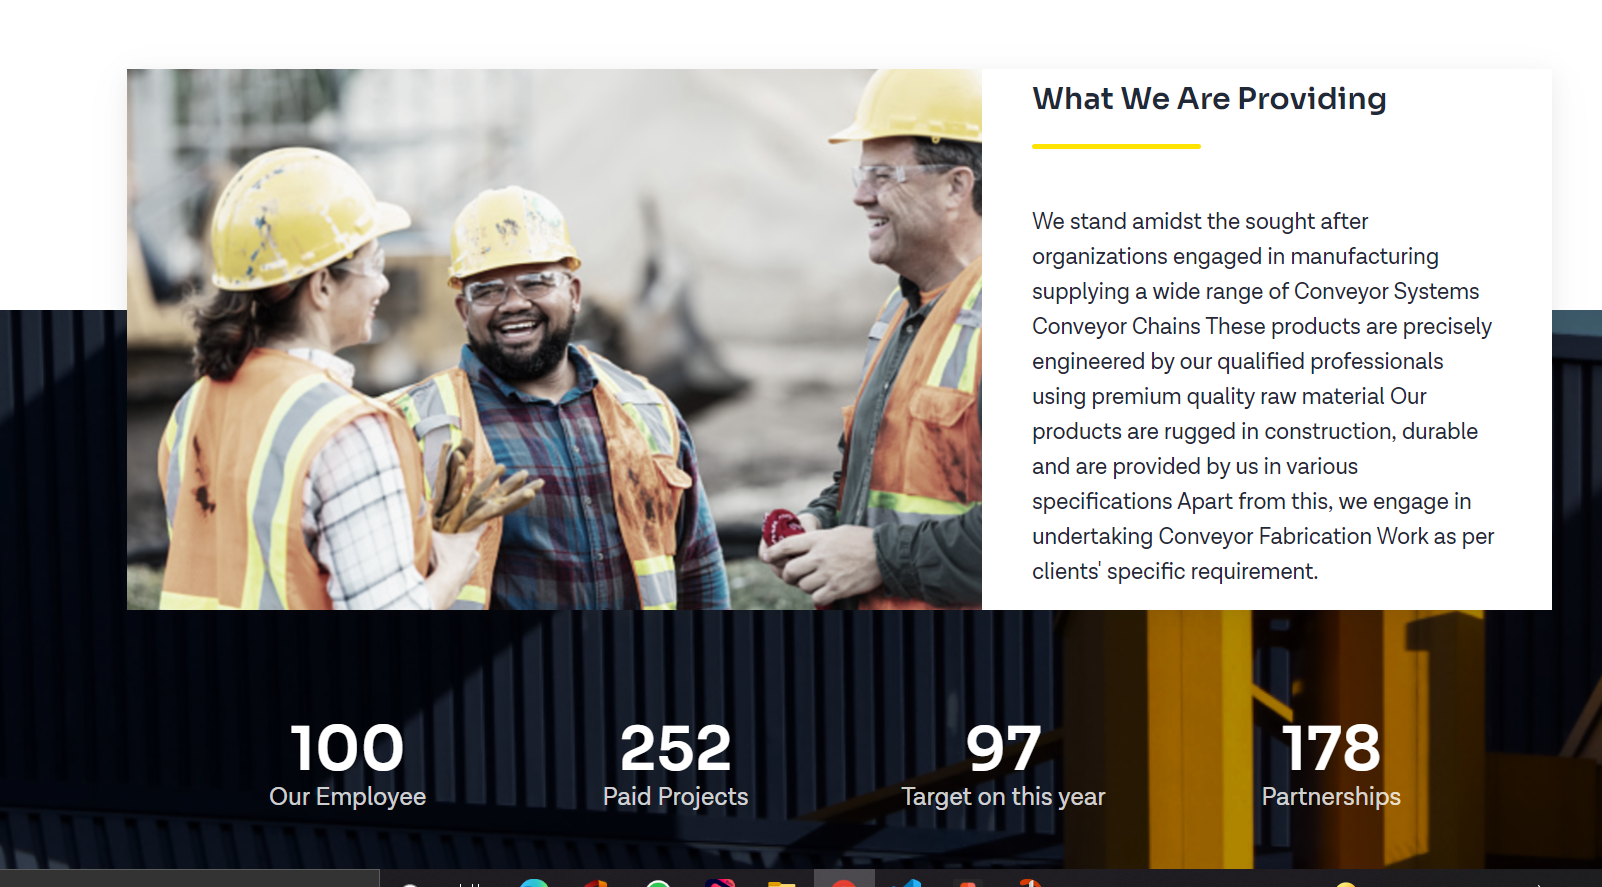 What We Are Providing
We stand amidst the sought after
organizations engaged in manufacturing
supplying a wide range of Conveyor Systems
Conveyor Chains These products are precisely
engineered by our qualified professionals
using premium quality raw material Our
products are rugged in construction, durable
and are provided by us in various
specifications Apart from this, we engage in
undertaking Conveyor Fabrication Work as per
clients' specific requirement.
100
Our Employee
252
Paid Projects
97
Target on this year
178
Partnerships